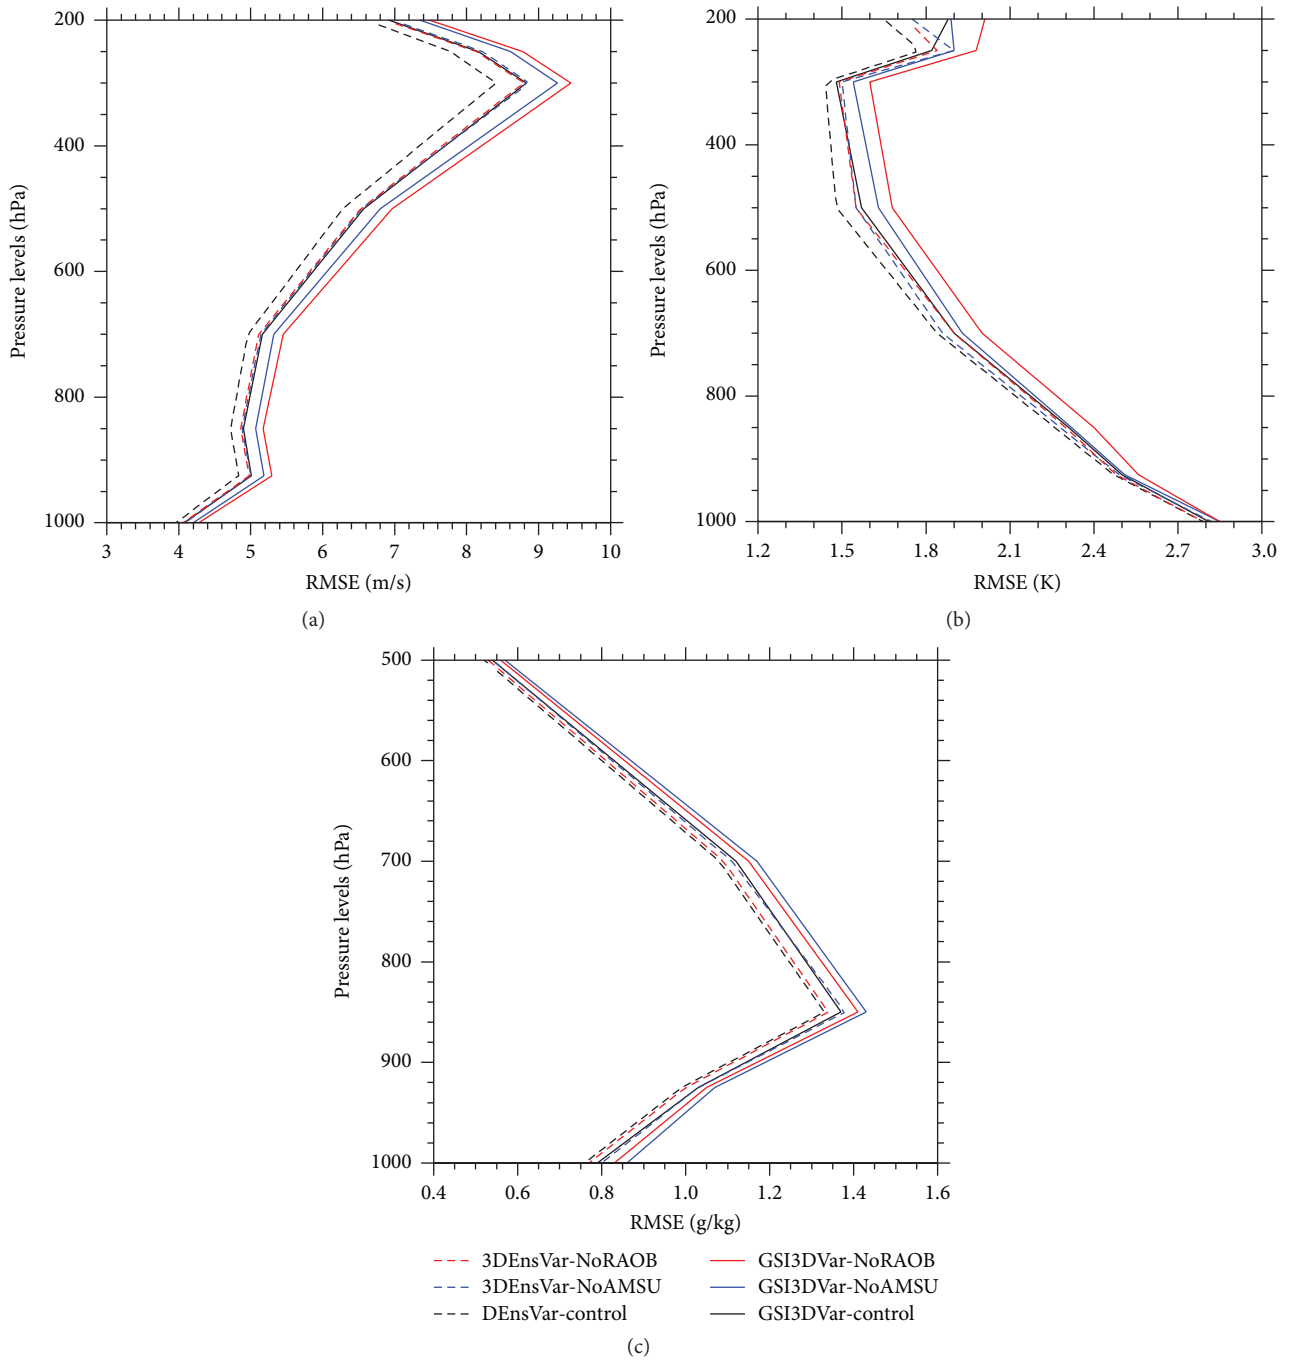 200
400
600
800
1000
Pressure levels (hPa)
3 4 5 6 7 8 9 10
RMSE (m/s)
(a)
200
400
600
800
1000
Pressure levels (hPa)
1.2 1.5 1.8 2.1 2.4 2.7 3.0
RMSE (K)
(b)
500
600
700
800
900
1000
Pressure levels (hPa)
0.4 0.6 0.8 1.0 1.2 1.4 1.6
RMSE (g/kg)
3DEnsVar-NoRAOB
3DEnsVar-NoAMSU
DEnsVar-control
GSI3DVar-NoRAOB
GSI3DVar-NoAMSU
GSI3DVar-control
(c)